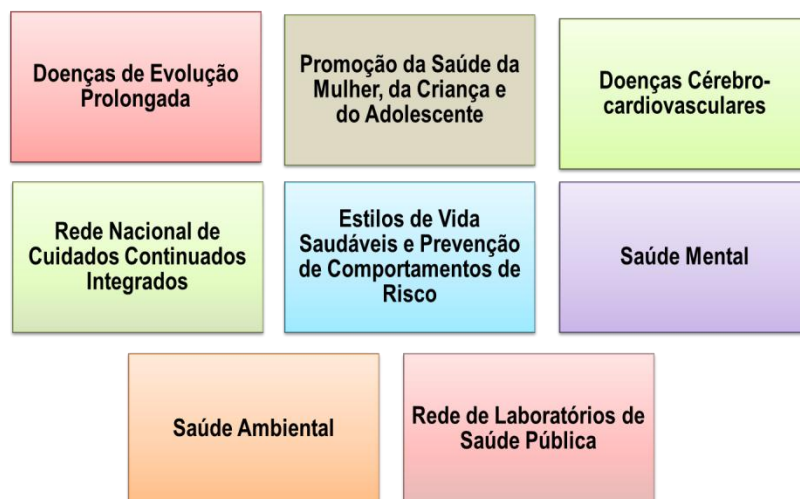 Doenças de Evolução
Prolongada
Promoção da Saúde da
Mulher, da Criança e
do Adolescente
Doenças Cérebro-
cardiovasculares
Rede Nacional de
Cuidados Continuados
Integrados
Estilos de Vida
Saudáveis e Prevenção
de Comportamentos de
Risco
Saúde Mental
Saúde Ambiental
Rede de Laboratórios de
Saúde Pública